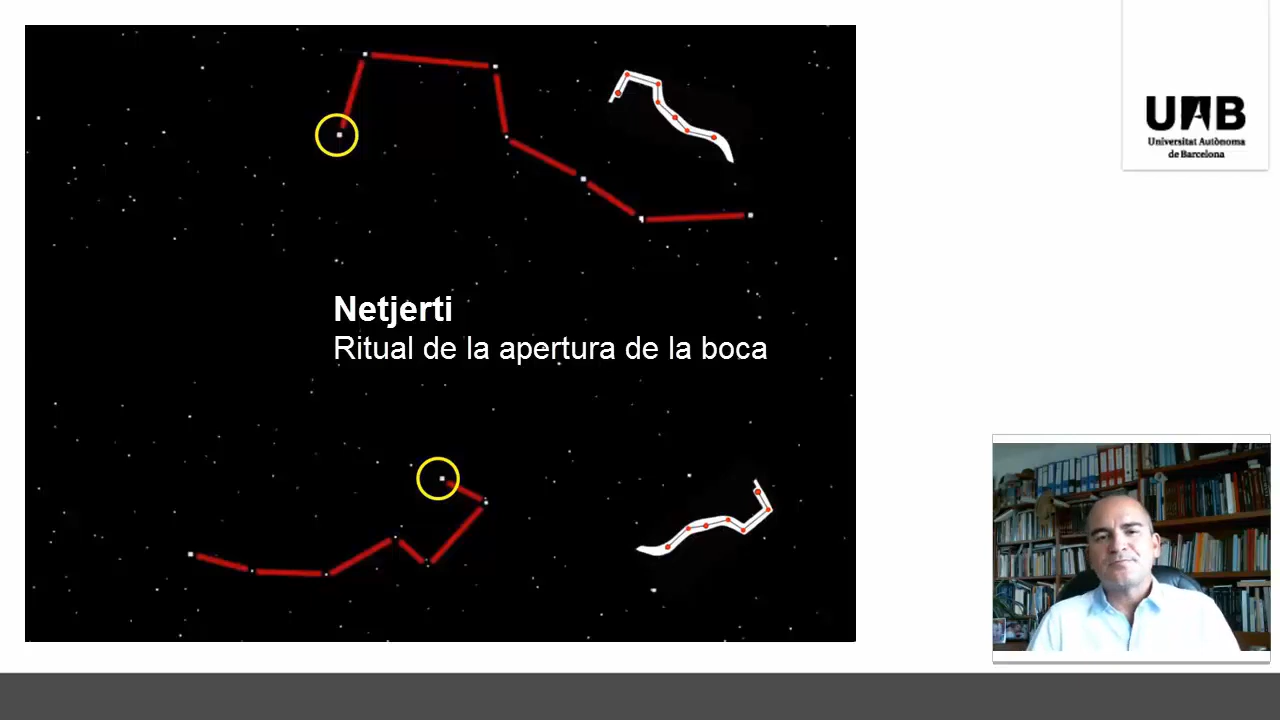 UAB
Universitat Autònoma
de Barcelona
Netjerti
Ritual de la apertura de la boca